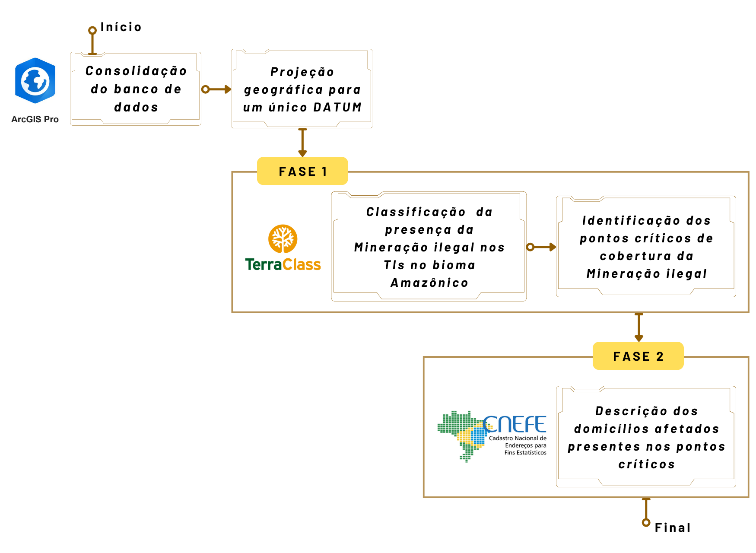 Início
Consolidação
do banco de
dados
ArcGIS Pro
Projeção
geográfica para
um único DATUM
FASE 1
TerraClass
Classificação da
presença da
Mineração ilegal nos
TIs no bioma
Amazônico
Identificação dos
pontos críticos de
cobertura da
Mineração ilegal
FASE 2
CNEFE
Cadastro Nacional de
Endereços para
Fins Estatísticos
Descrição dos
domicílios afetados
presentes nos pontos
críticos
Final